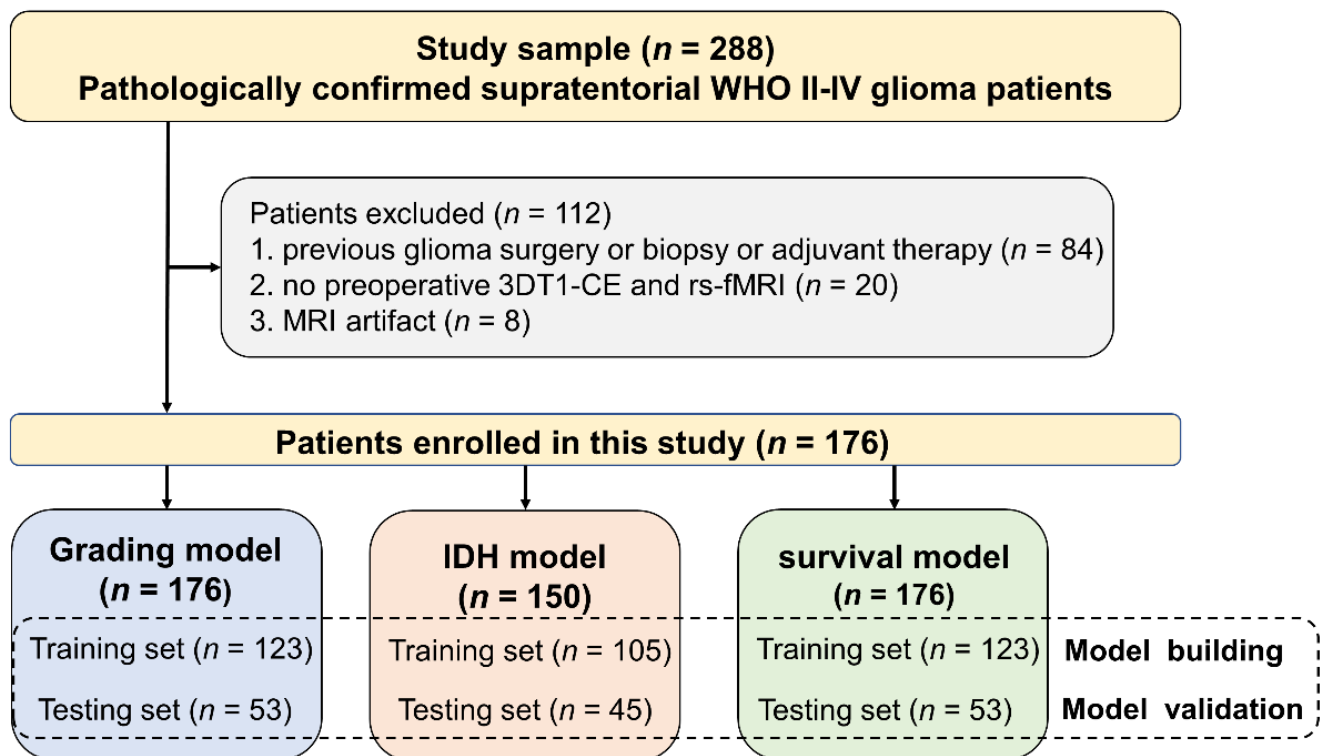 Study sample (n = 288)
Pathologically confirmed supratentorial WHO II-IV glioma patients
Patients excluded (n = 112)
1. previous glioma surgery or biopsy or adjuvant therapy (n = 84)
2. no preoperative 3DT1-CE and rs-fMRI (n = 20)
3. MRI artifact (n = 8)
Patients enrolled in this study (n = 176)
Grading model
(n = 176)
Training set (n = 123)
Testing set (n = 53)
IDH model
(n = 150)
Training set (n = 105)
Testing set (n = 45)
survival model
(n = 176)
Training set (n = 123)
Testing set (n = 53)
Model building
Model validation